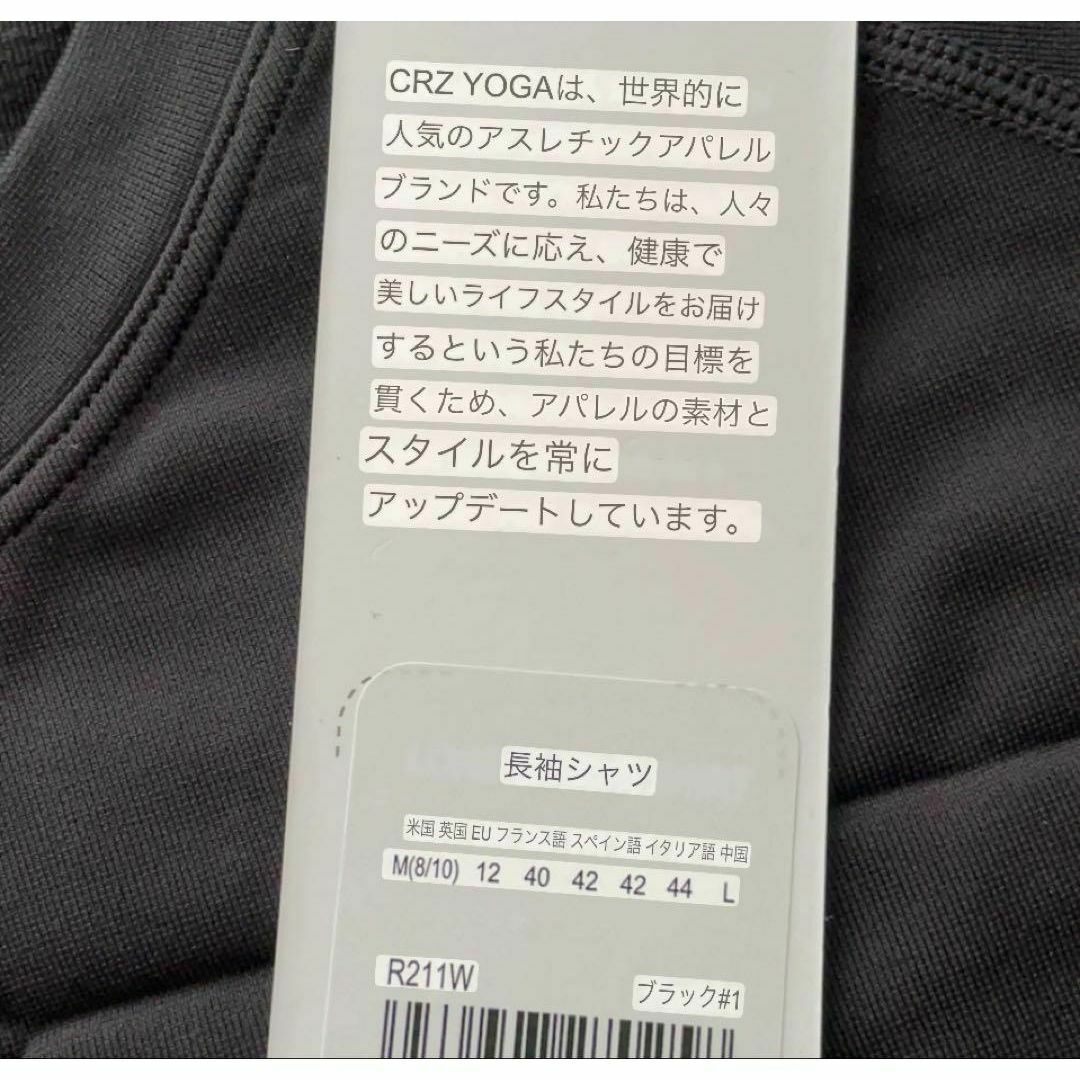 CRZ YOGAは、世界的に
人気のアスレチックアパレル
ブランドです。私たちは、人々
のニーズに応え、健康で
美しいライフスタイルをお届け
するという私たちの目標を
貫くため、アパレルの素材と
スタイルを常に
アップデートしています。
長袖シャツ
米国 英国 EU フランス語 スペイン語 イタリア語 中国
M(8/10) 12 40 42 42 44 L
R211W
ブラック#1